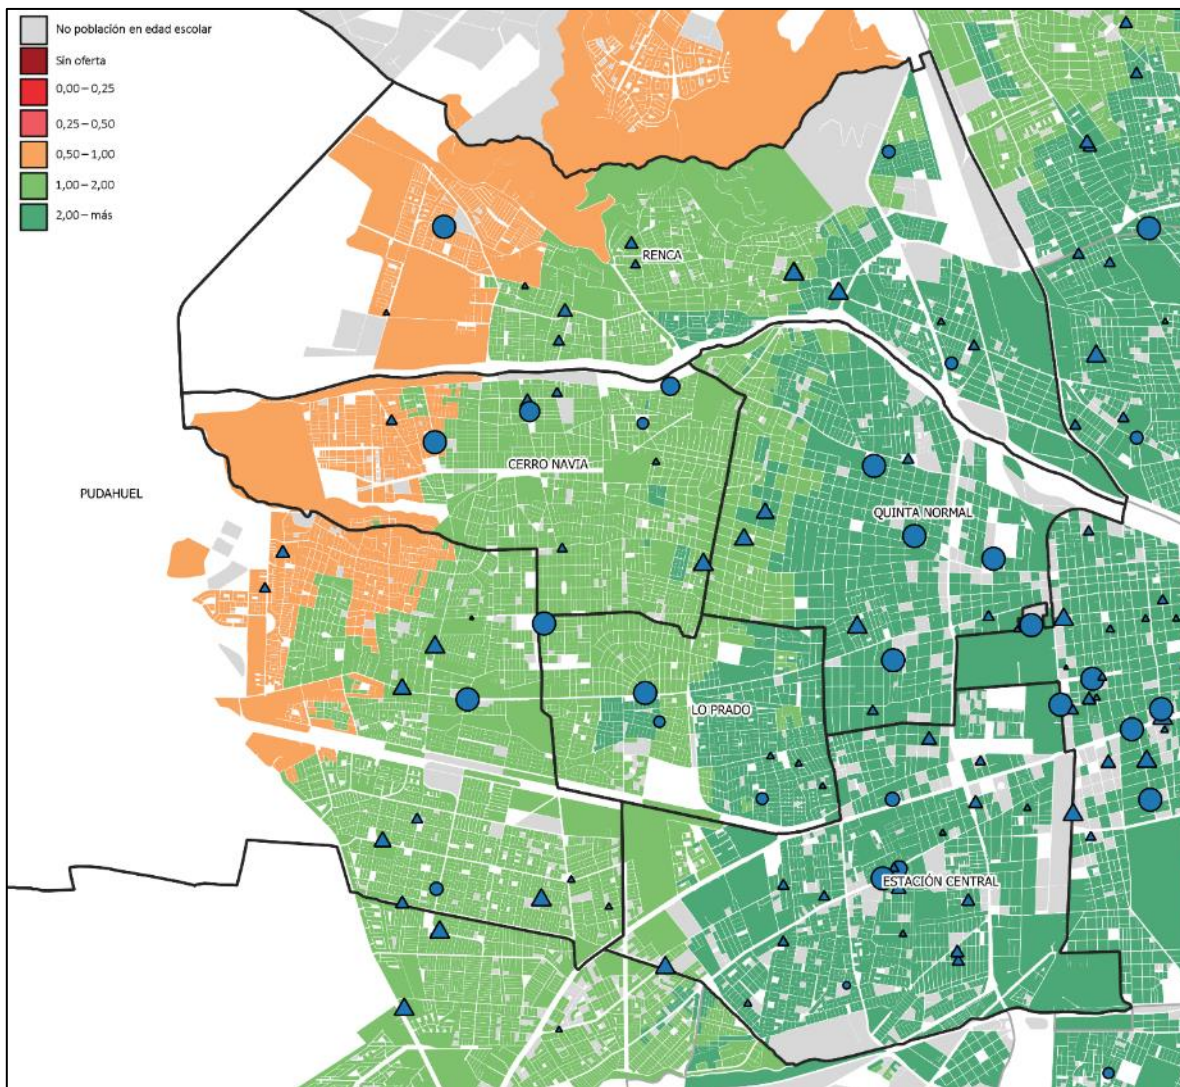 No población en edad escolar
Sin oferta
0,00 – 0,25
0,25 – 0,50
0,50 – 1,00
1,00 – 2,00
2,00 – más
RENCA
CERRO NAVIA
PUDAHUEL
QUINTA NORMAL
LO PRADO
ESTACIÓN CENTRAL